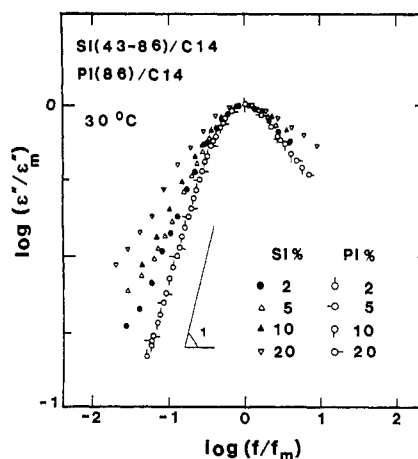 SI(43-86)/C14
PI(86)/C14
30 °C
log (ε″/ε″m)
0
-1
1
SI% PI%
2 2
5 5
10 10
20 20
-2 -1 0 1 2
log (f/fm)